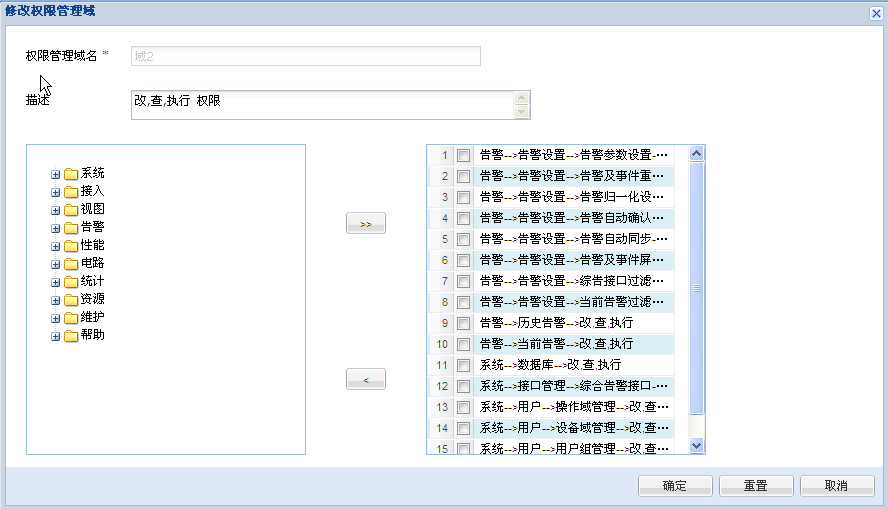 修改权限管理域
权限管理域名 *
域2
描述
改,查,执行 权限
系统
接入
视图
告警
性能
电路
统计
资源
维护
帮助
>>
<
1 告警-->告警设置-->告警参数设置-···
2 告警-->告警设置-->告警及事件重···
3 告警-->告警设置-->告警归一化设···
4 告警-->告警设置-->告警自动确认···
5 告警-->告警设置-->告警自动同步-···
6 告警-->告警设置-->告警及事件屏···
7 告警-->告警设置-->综告接口过滤···
8 告警-->告警设置-->当前告警过滤···
9 告警-->历史告警-->改,查,执行
10 告警-->当前告警-->改,查,执行
11 系统-->数据库-->改,查,执行
12 系统-->接口管理-->综合告警接口-···
13 系统-->用户-->操作域管理-->改,查···
14 系统-->用户-->设备域管理-->改,查···
15 系统-->用户-->用户组管理-->改,查···
确定
重置
取消